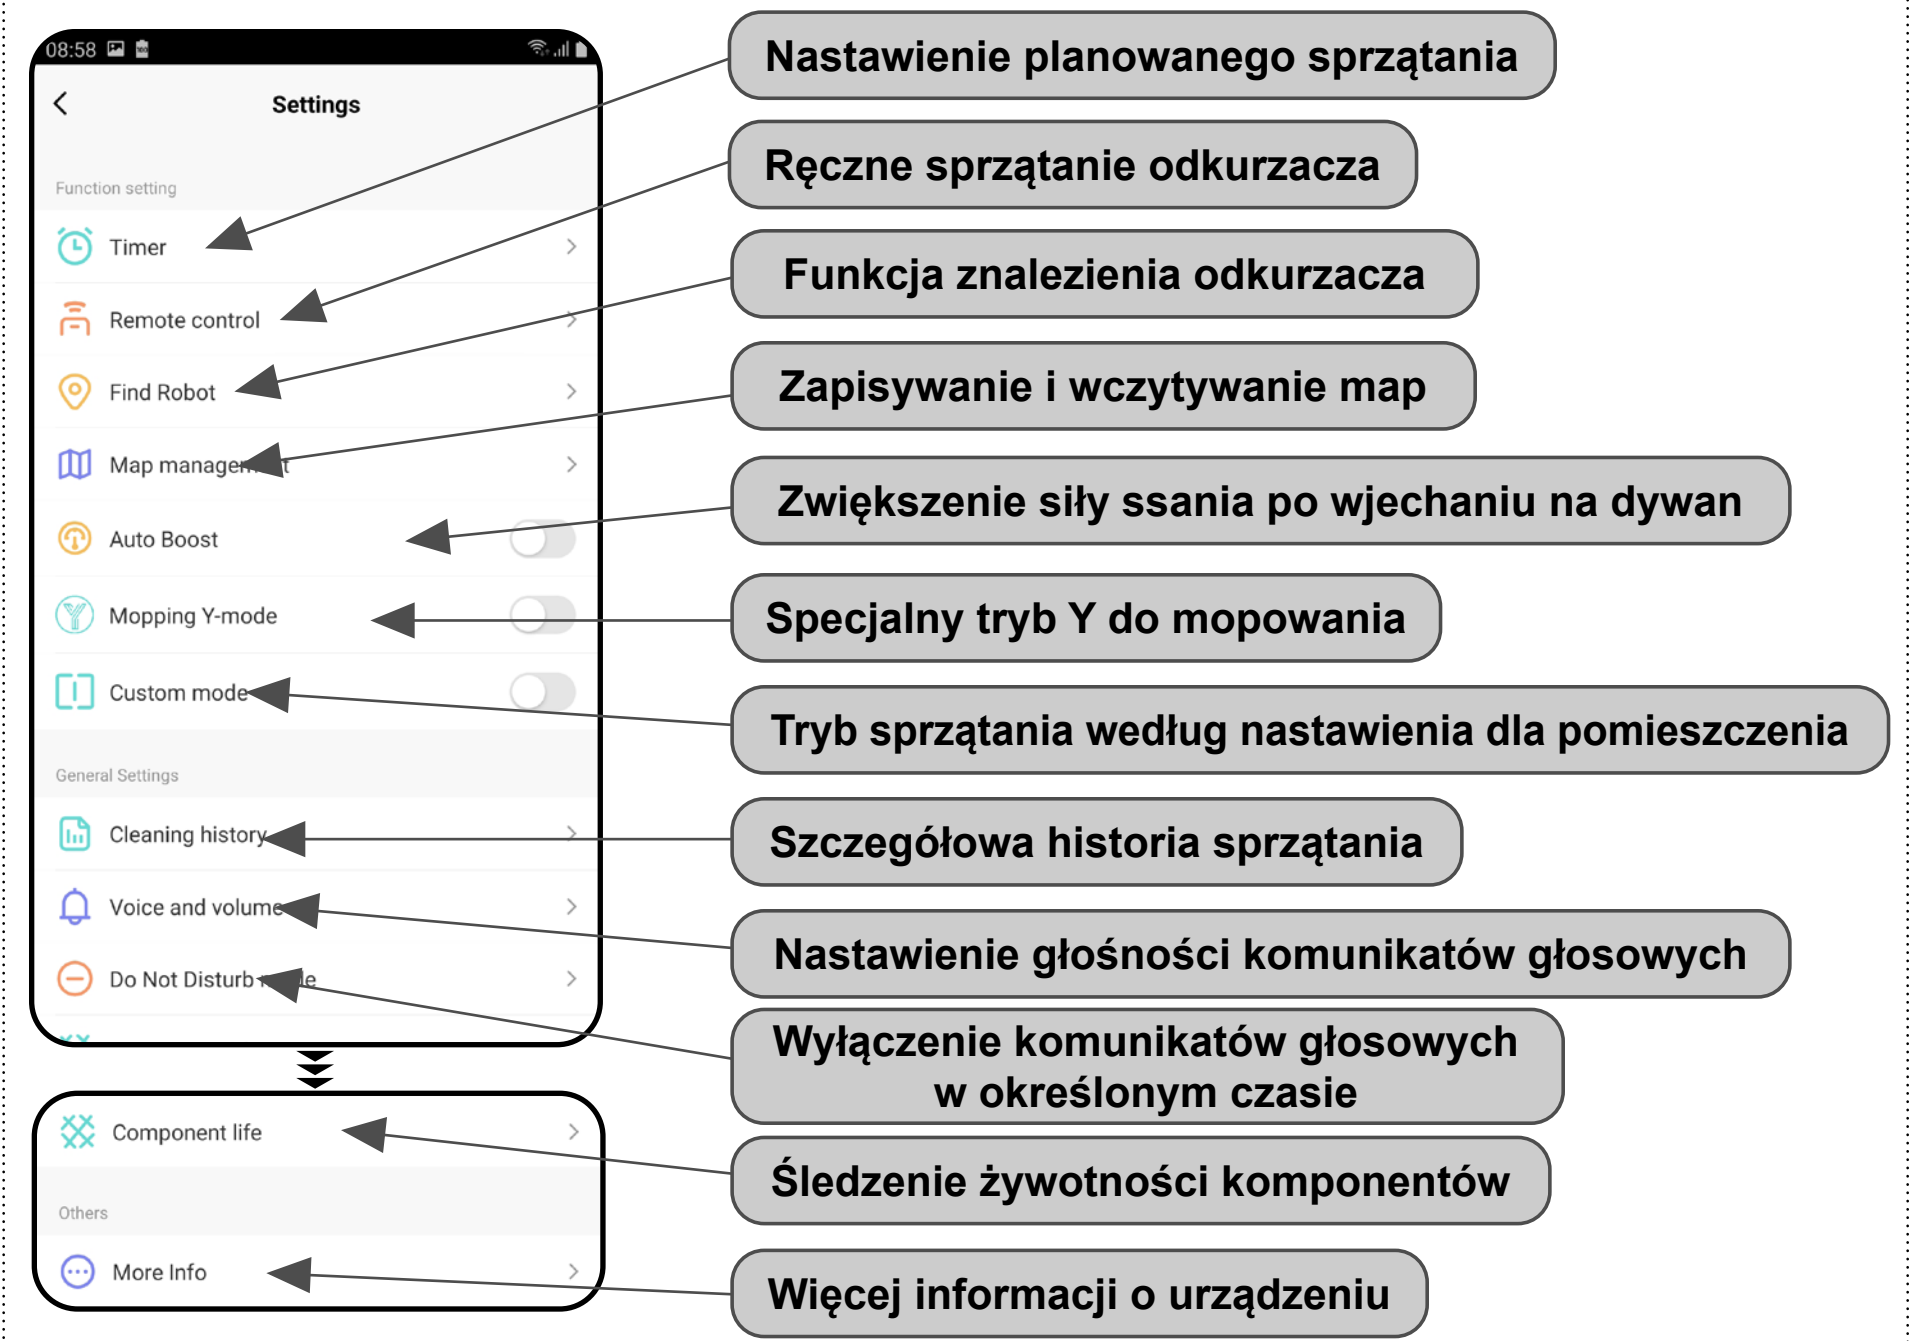 08:58
Settings
Function setting
Timer
Remote control
Find Robot
Map management
Auto Boost
Mopping Y-mode
Custom mode
General Settings
Cleaning history
Voice and volume
Do Not Disturb
Component life
Others
More Info
Nastawienie planowanego sprzątania
Ręczne sprzątanie odkurzacza
Funkcja znalezienia odkurzacza
Zapisywanie i wczytywanie map
Zwiększenie siły ssania po wjechaniu na dywan
Specjalny tryb Y do mopowania
Tryb sprzątania według nastawienia dla pomieszczenia
Szczegółowa historia sprzątania
Nastawienie głośności komunikatów głosowych
Wyłączenie komunikatów głosowych
w określonym czasie
Śledzenie żywotności komponentów
Więcej informacji o urządzeniu